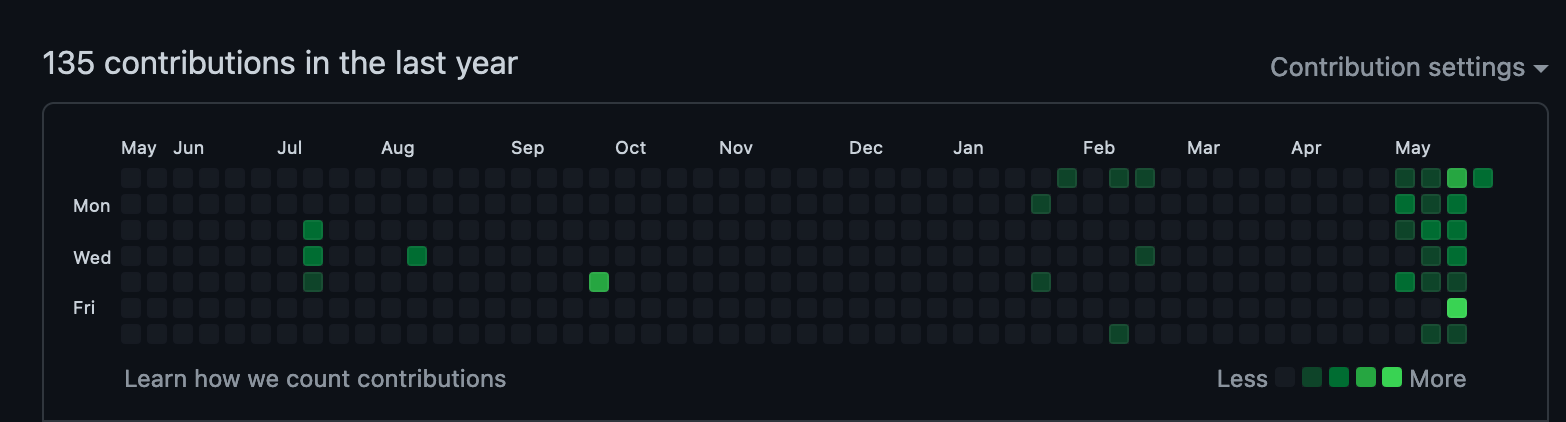 135 contributions in the last year
Contribution settings
May Jun Jul Aug Sep Oct Nov Dec Jan Feb Mar Apr May
Mon
Wed
Fri
Learn how we count contributions
Less More